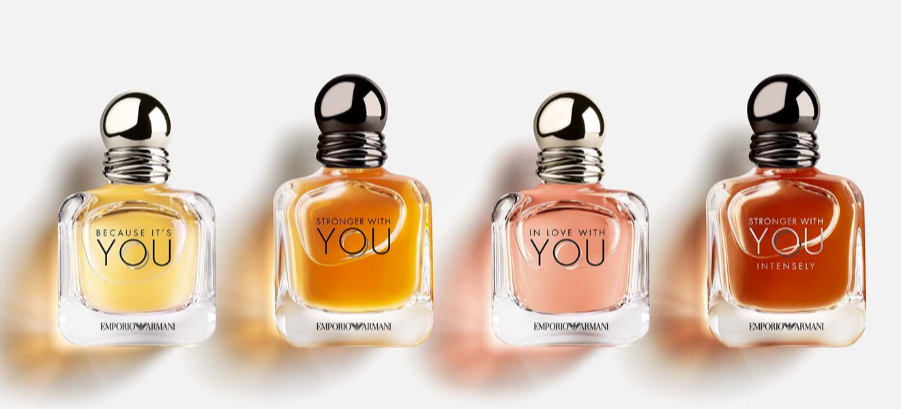 BECAUSE IT'S
YOU
EMPORIO ARMANI
STRONGER WITH
YOU
EMPORIO ARMANI
IN LOVE WITH
YOU
EMPORIO ARMANI
STRONGER WITH
YOU
INTENSELY
EMPORIO ARMANI